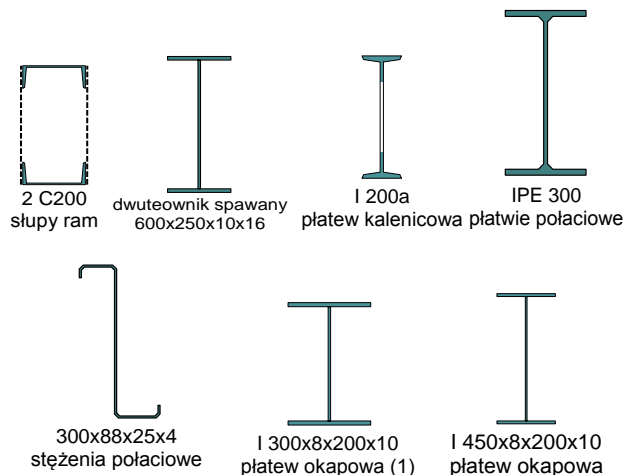 2 C200
słupy ram
dwuteownik spawany
600x250x10x16
I 200a
płatew kalenicowa
IPE 300
płatwie połaciowe
300x88x25x4
stężenia połaciowe
I 300x8x200x10
płatew okapowa (1)
I 450x8x200x10
płatew okapowa